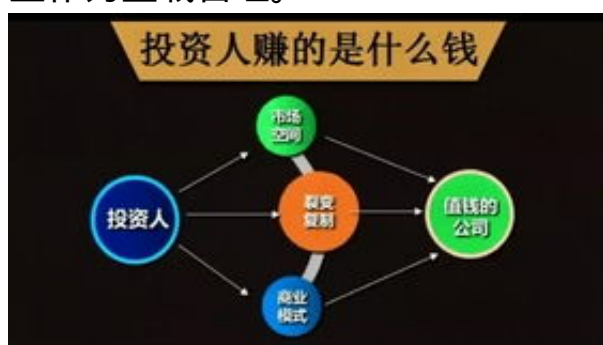 投资人赚的是什么钱
市场
空间
投资人
裂变
复制
值钱的
公司
商业
模式